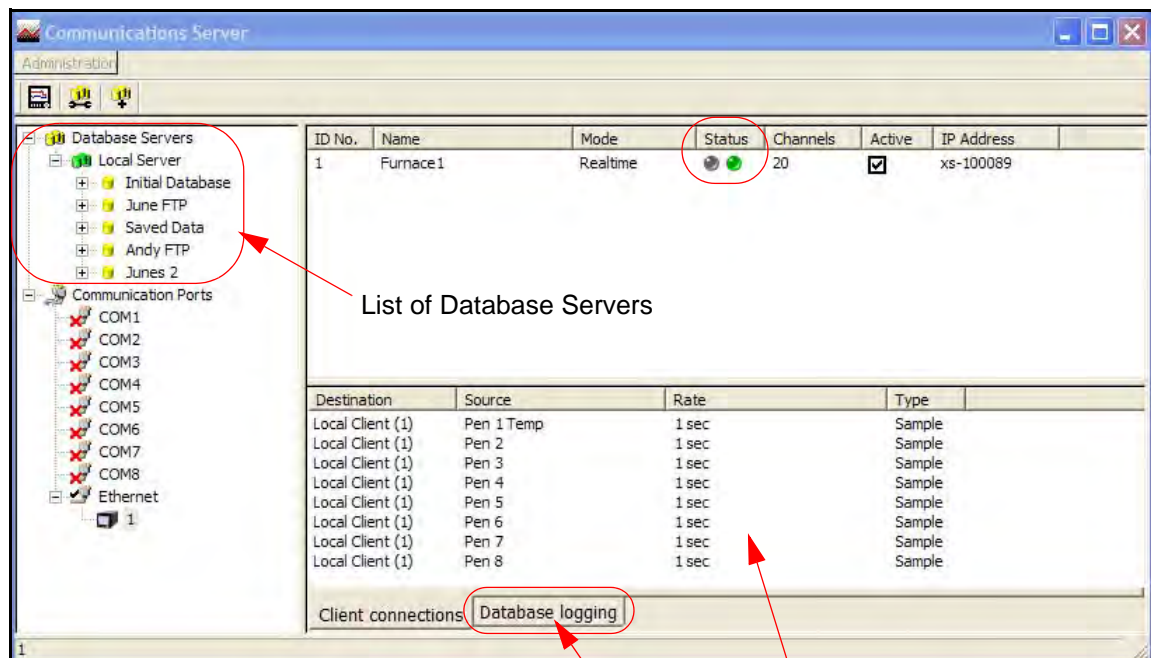 Communications Server
Administration
Database Servers
Local Server
Initial Database
June FTP
Saved Data
Andy FTP
Junes 2
Communication Ports
COM1
COM2
COM3
COM4
COM5
COM6
COM7
COM8
Ethernet
1
ID No. Name Mode Status Channels Active IP Address
1 Furnace1 Realtime 20 xs-100089
List of Database Servers
Destination Source Rate Type
Local Client (1) Pen 1 Temp 1 sec Sample
Local Client (1) Pen 2 1 sec Sample
Local Client (1) Pen 3 1 sec Sample
Local Client (1) Pen 4 1 sec Sample
Local Client (1) Pen 5 1 sec Sample
Local Client (1) Pen 6 1 sec Sample
Local Client (1) Pen 7 1 sec Sample
Local Client (1) Pen 8 1 sec Sample
Client connections Database logging
1